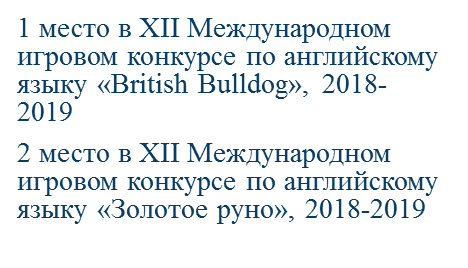 1 место в XII Международном
игровом конкурсе по английскому
языку «British Bulldog», 2018-
2019
2 место в XII Международном
игровом конкурсе по английскому
языку «Золотое руно», 2018-2019